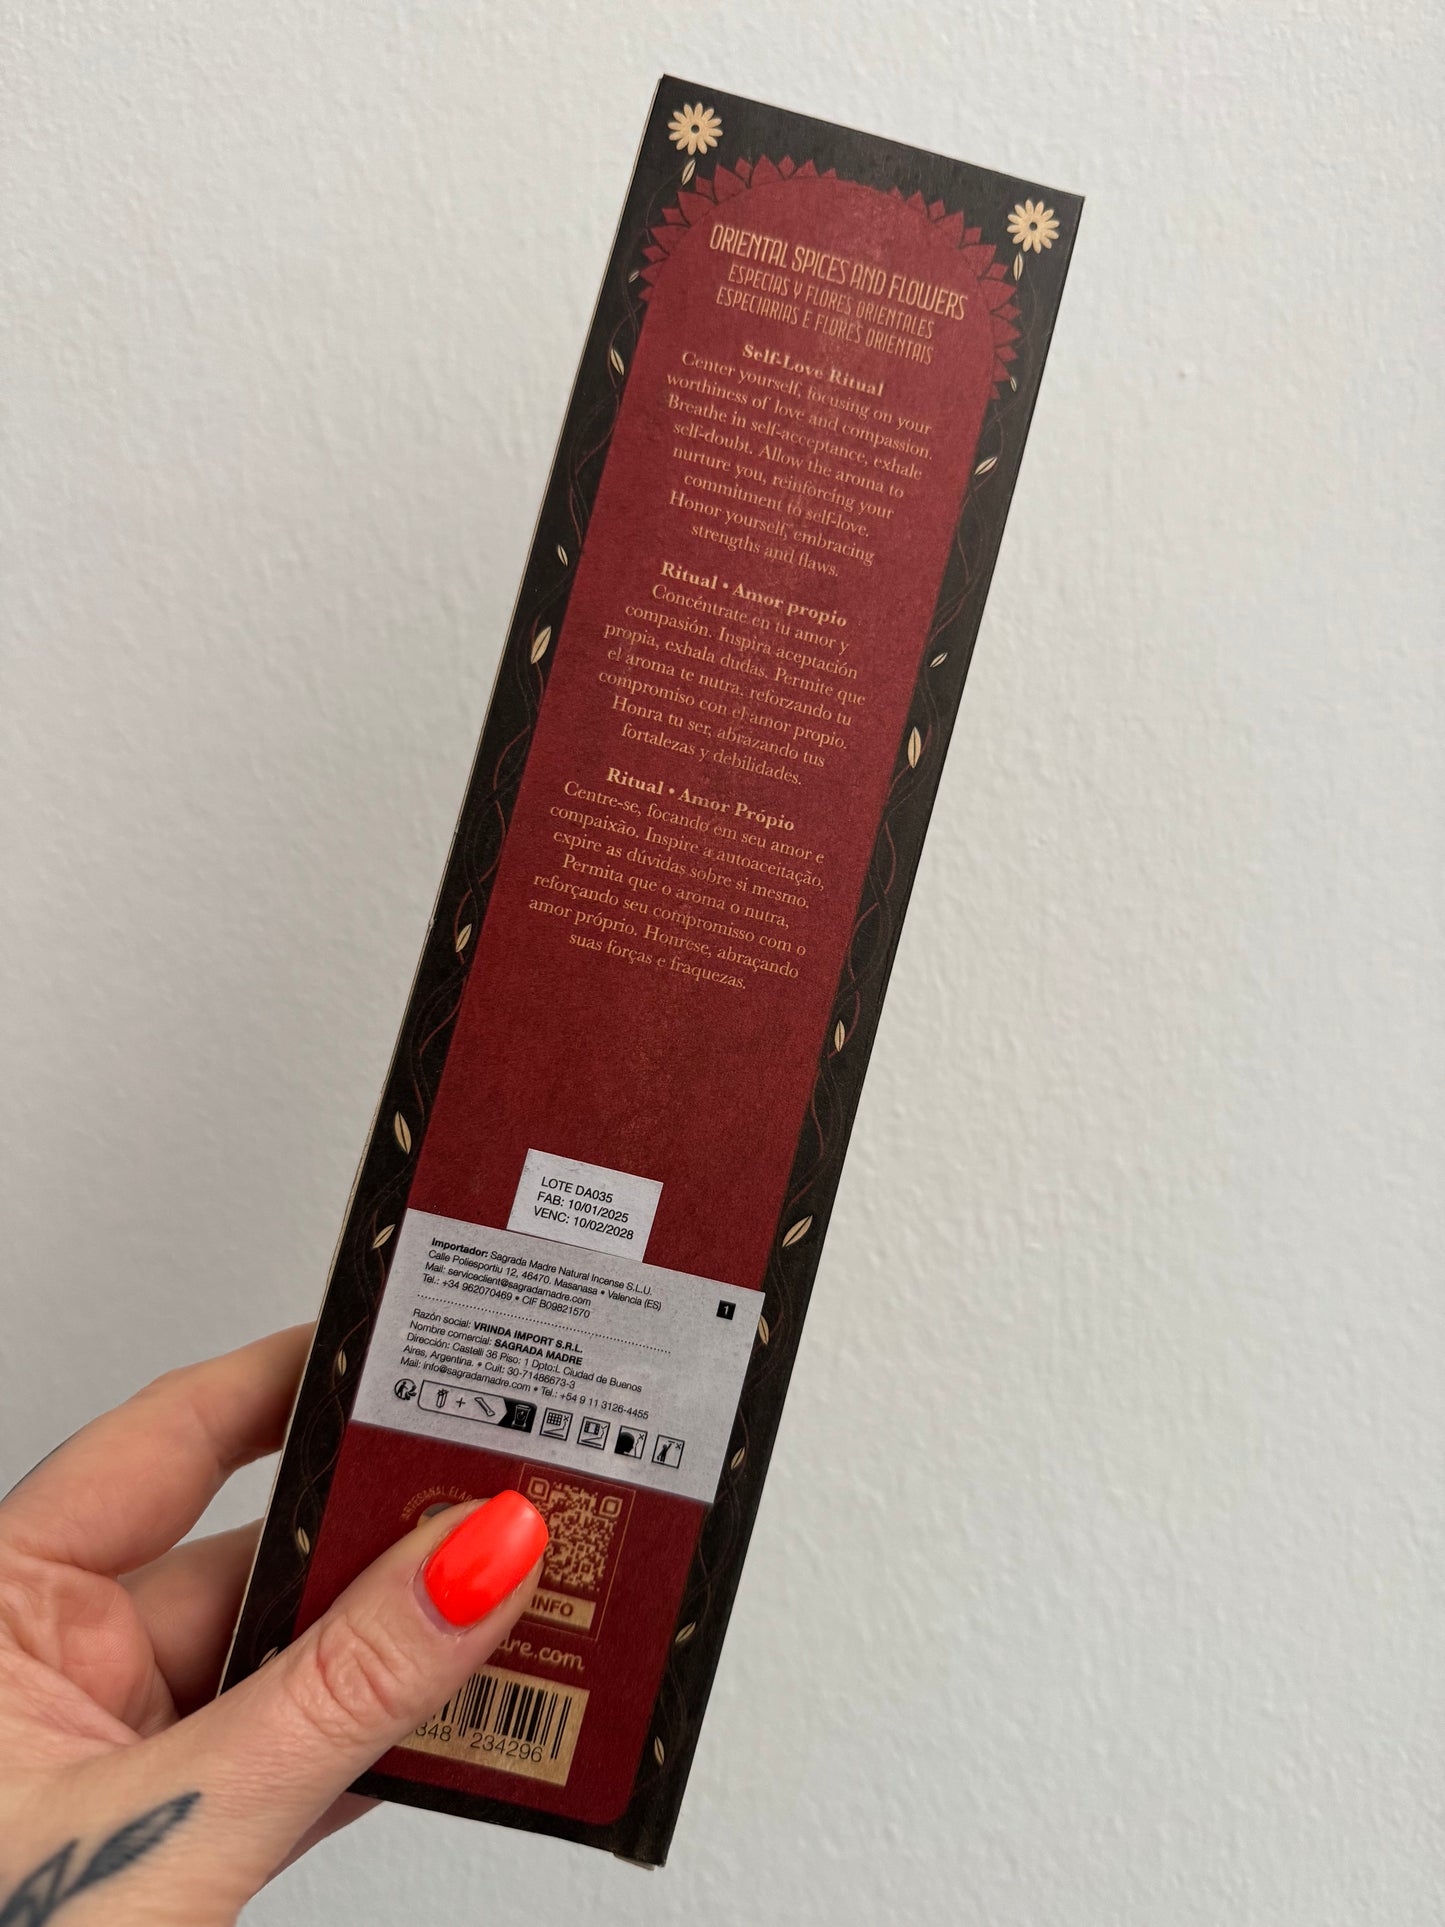 ORIENTAL SPICES AND FLOWERS
ESPECIAS Y FLORES ORIENTALES
ESPECIARIAS E FLORES ORIENTAIS
Self-Love Ritual
Center yourself, focusing on your
worthiness of love and compassion.
Breathe in self-acceptance, exhale
self-doubt. Allow the aroma to
nurture you, reinforcing your
commitment to self-love.
Honor yourself, embracing
strengths and flaws.
Ritual • Amor propio
Concéntrate en tu amor y
compasión. Inspira aceptación
propia, exhala dudas. Permite que
el aroma te nutra, reforzando tu
compromiso con el amor propio.
Honra tu ser, abrazando tus
fortalezas y debilidades.
Ritual • Amor Próprio
Centre-se, focando em seu amor e
compaixão. Inspire a autoaceitação,
expire as dúvidas sobre si mesmo.
Permita que o aroma o nutra,
reforçando seu compromisso com o
amor próprio. Honrese, abraçando
suas forças e fraquezas.
LOTE DA035
FAB: 10/01/2025
VENC: 10/02/2028
Importador: Sagrada Madre Natural Incense S.L.U.
Calle Poliesportiu 12, 46470. Masanasa • Valencia (ES)
Mail: serviceclient@sagradamadre.com
Tel.: +34 962070469 • CIF B09821570
1
Razón social: VRINDA IMPORT S.R.L.
Nombre comercial: SAGRADA MADRE
Dirección: Castelli 36 Piso: 1 Dpto:L Ciudad de Buenos
Aires, Argentina. • Cuit: 30-71486673-3
Mail: info@sagradamadre.com • Tel.: +54 9 11 3126-4455
ARTESANAL
INFO
.com
348 234296